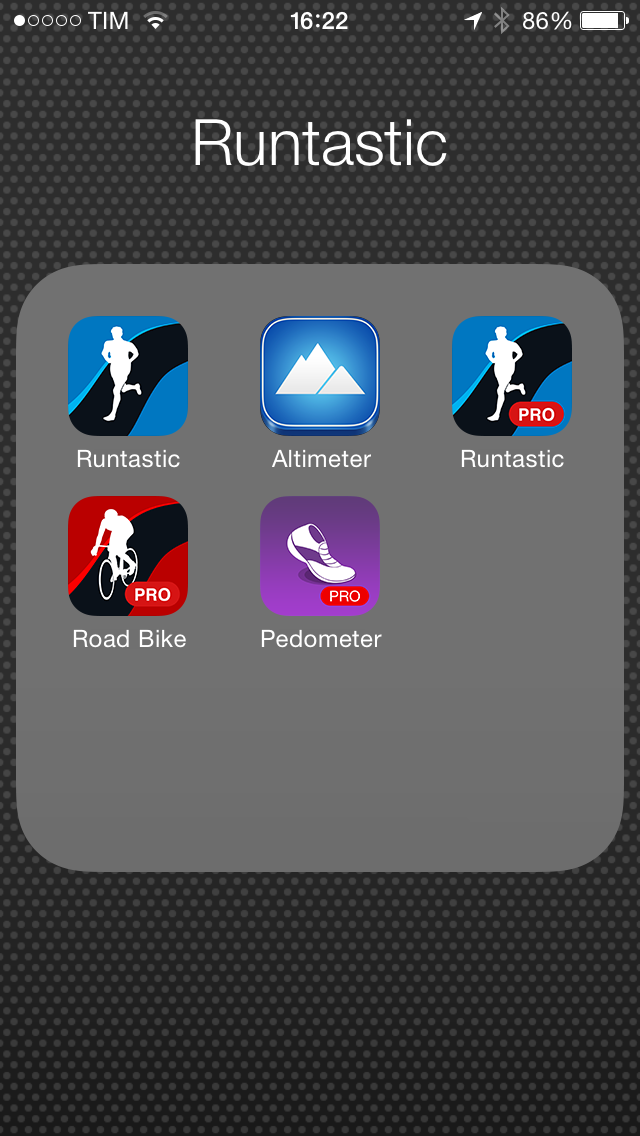 TIM 16:22 86%
Runtastic
Runtastic Altimeter PRO Runtastic
PRO Road Bike PRO Pedometer